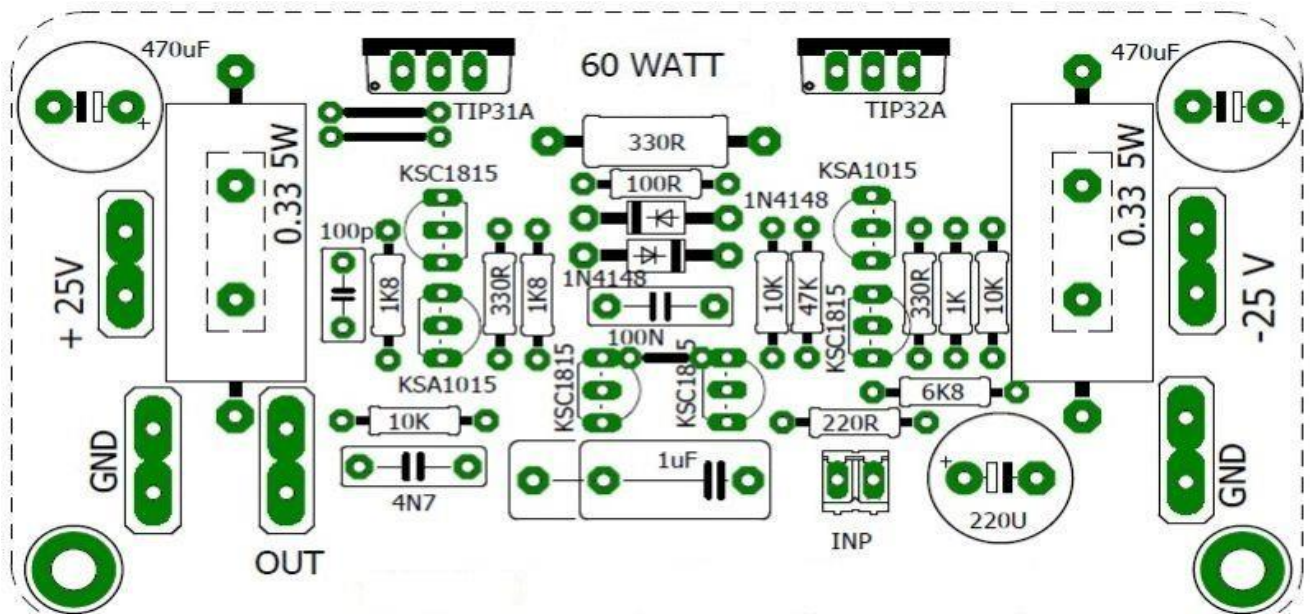 470uF
60 WATT
470uF
TIP31A
TIP32A
330R
0.33 5W
KSC1815
100R
KSA1015
0.33 5W
1N4148
100p
1K8
330R
1K8
1N4148
10K
47K
330R
1K
10K
+ 25V
-25 V
100N
KSC1815
KSA1015
KSC1815
KSC1815
6K8
10K
220R
GND
1uF
GND
4N7
220U
INP
OUT
+
+
+